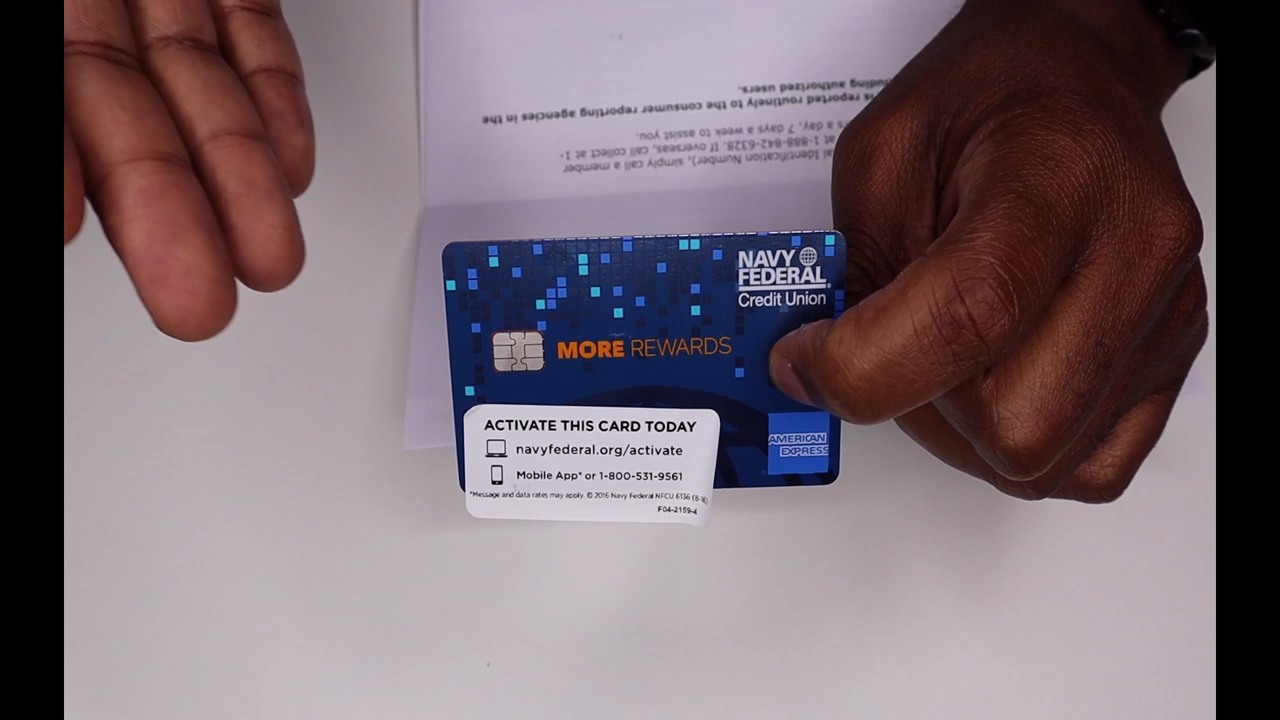 NAVY
FEDERAL®
Credit Union
MORE REWARDS
AMERICAN
EXPRESS
ACTIVATE THIS CARD TODAY
navyfederal.org/activate
Mobile App* or 1-800-531-9561
*Message and data rates may apply. © 2016 Navy Federal NFCU 6136 (8-16)
F04-2159-4
al Identification Number), simply call a member
at 1-888-842-6328. If overseas, call collect at 1-
a day, 7 days a week to assist you.
is reported routinely to the consumer reporting agencies in the
cluding authorized users.